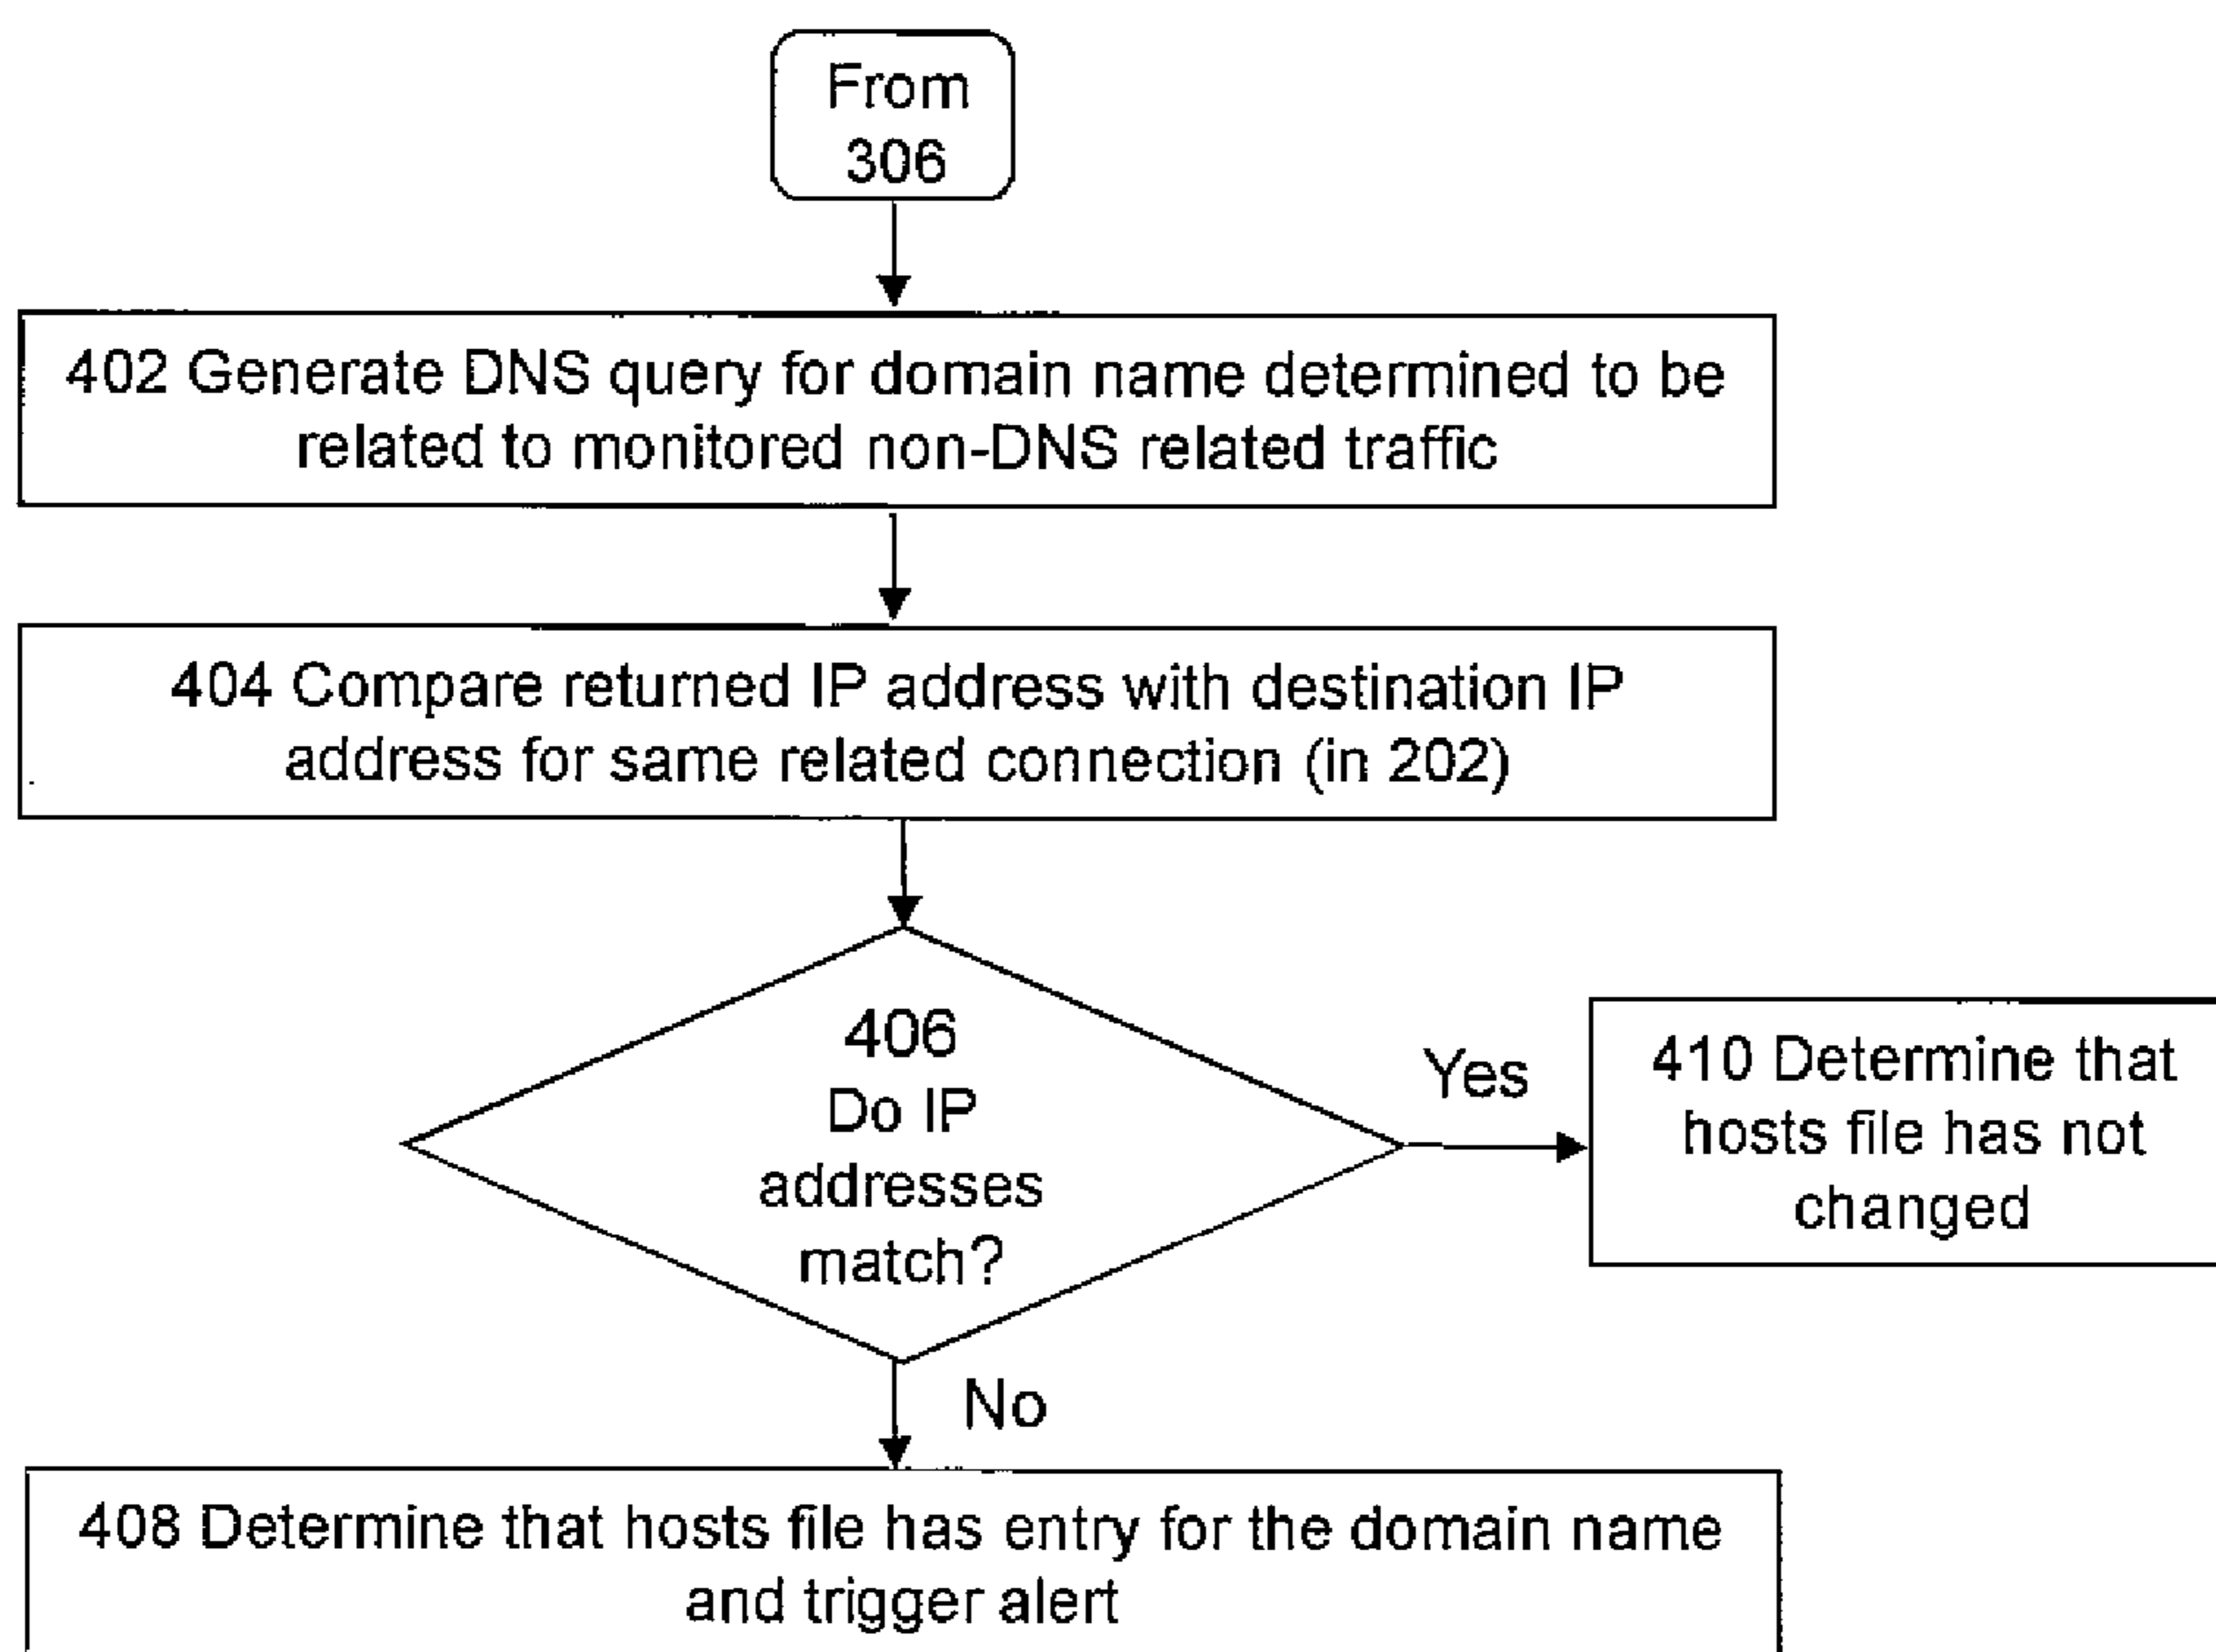 From
306
402 Generate DNS query for domain name determined to be
related to monitored non-DNS related traffic
404 Compare returned IP address with destination IP
address for same related connection (in 202)
406
Do IP
addresses
match?
Yes
410 Determine that
hosts file has not
changed
No
408 Determine that hosts file has entry for the domain name
and trigger alert